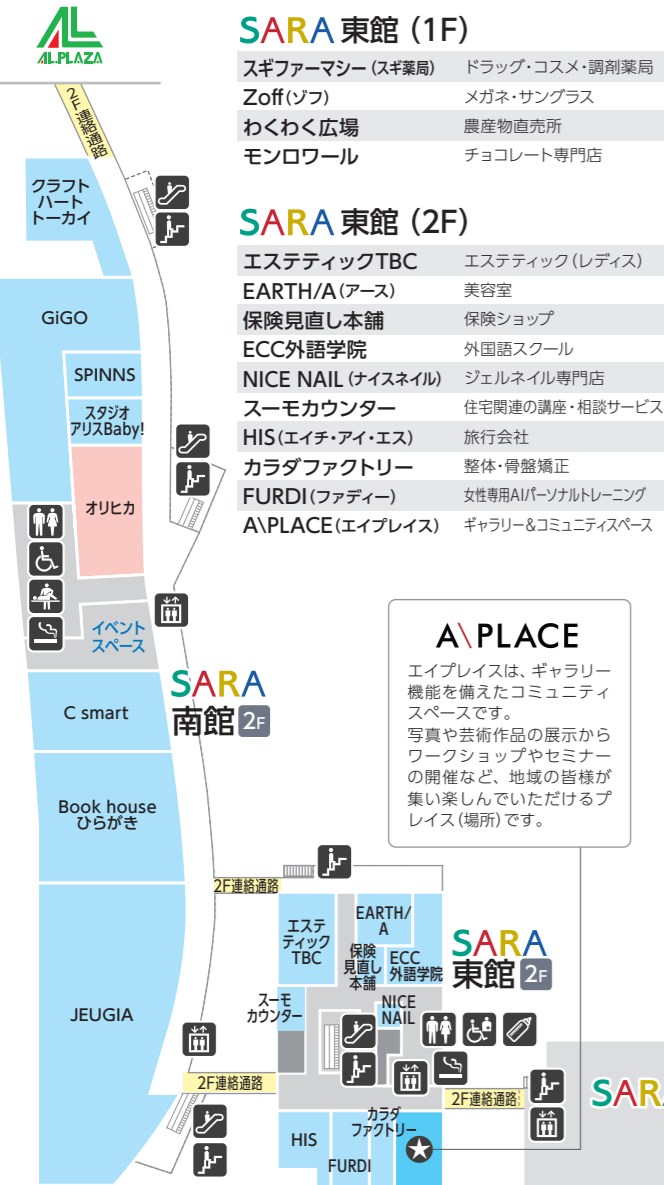 AL.PLAZA
2F連絡通路
SARA 東館 (1F)
スギファーマシー(スギ薬局) ドラッグ・コスメ・調剤薬局
Zoff(ゾフ) メガネ・サングラス
わくわく広場 農産物直売所
モンロワール チョコレート専門店
SARA 東館 (2F)
エステティックTBC エステティック(レディス)
EARTH/A(アース) 美容室
保険見直し本舗 保険ショップ
ECC外語学院 外国語スクール
NICE NAIL (ナイスネイル) ジェルネイル専門店
スーモカウンター 住宅関連の講座・相談サービス
HIS(エイチ・アイ・エス) 旅行会社
カラダファクトリー 整体・骨盤矯正
FURDI(ファディー) 女性専用AIパーソナルトレーニング
A\PLACE(エイプレイス) ギャラリー&コミュニティスペース
クラフト
ハート
トーカイ
GiGO
SPINNS
スタジオ
アリスBaby!
オリヒカ
イベント
スペース
SARA
南館 2F
C smart
Book house
ひらがき
JEUGIA
A\PLACE
エイプレイスは、ギャラリー
機能を備えたコミュニティ
スペースです。
写真や芸術作品の展示から
ワークショップやセミナー
の開催など、地域の皆様が
集い楽しんでいただけるプ
レイス(場所)です。
2F連絡通路
エステ
ティック
TBC
EARTH/
A
保険
見直し
本舗
ECC
外語学院
SARA
東館 2F
スーモ
カウンター
NICE
NAIL
2F連絡通路
2F連絡通路
SARA
カラダ
ファクトリー
HIS
FURDI